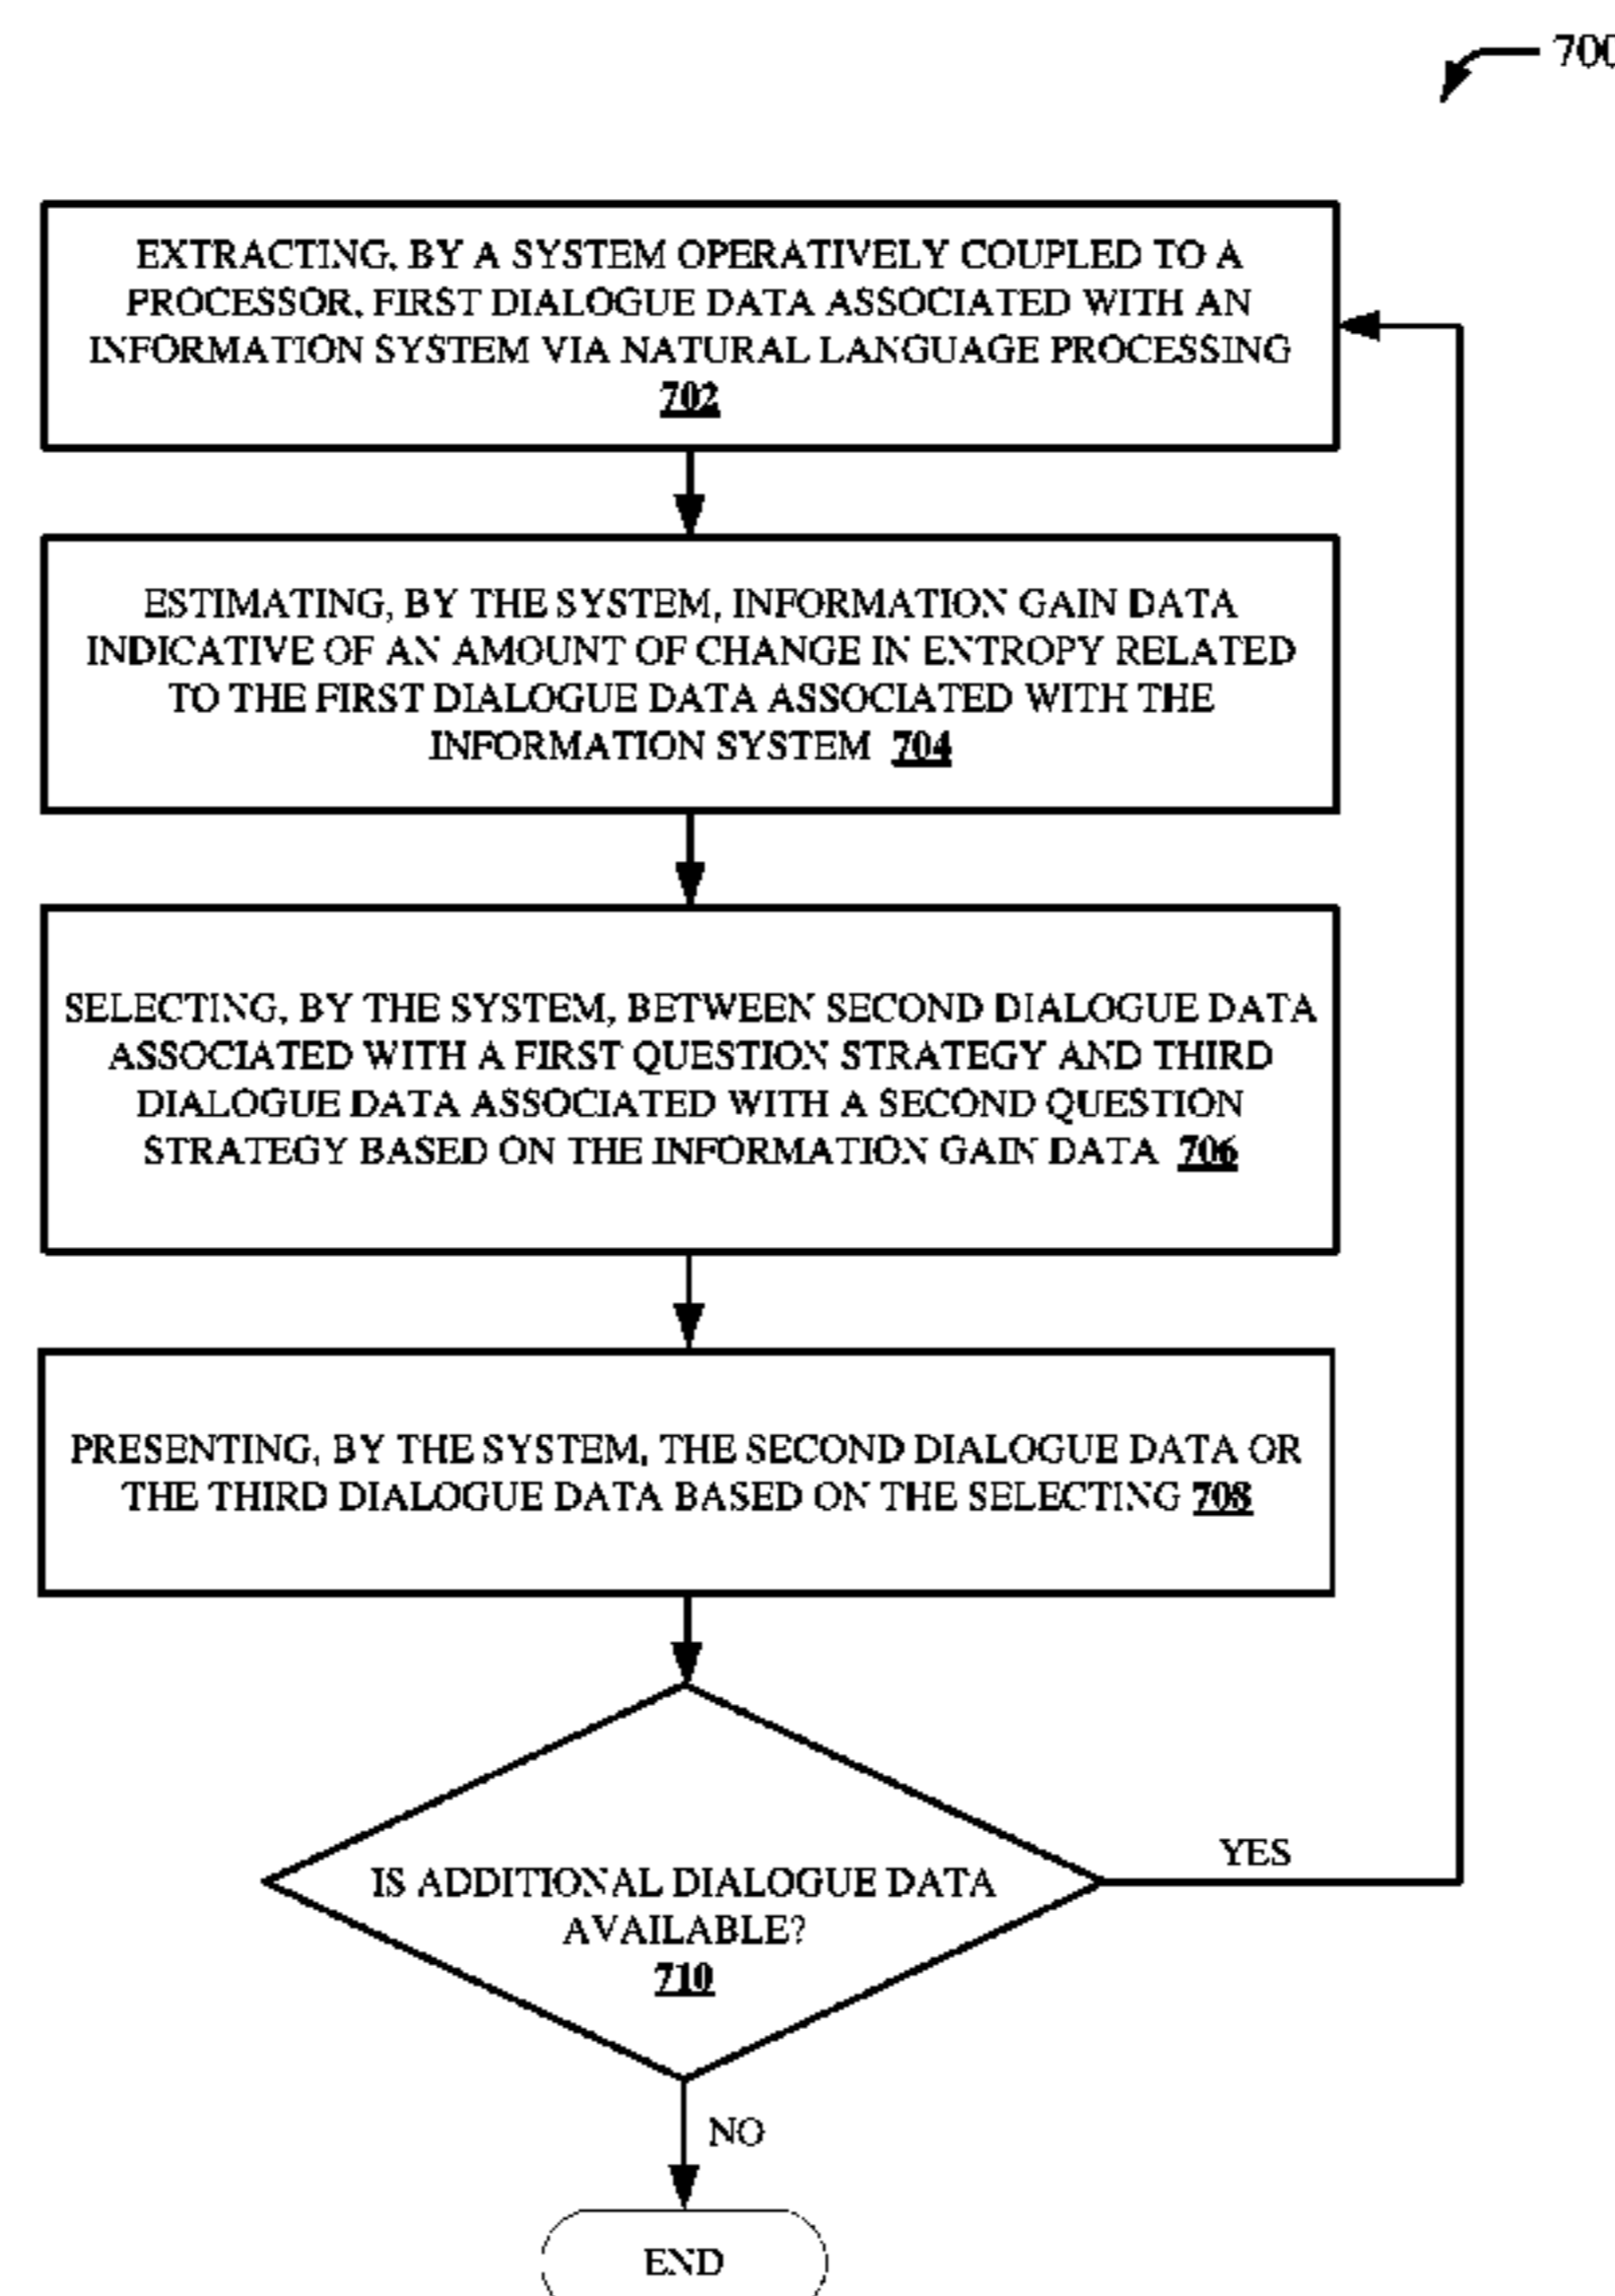 700
EXTRACTING, BY A SYSTEM OPERATIVELY COUPLED TO A
PROCESSOR, FIRST DIALOGUE DATA ASSOCIATED WITH AN
INFORMATION SYSTEM VIA NATURAL LANGUAGE PROCESSING
702
ESTIMATING, BY THE SYSTEM, INFORMATION GAIN DATA
INDICATIVE OF AN AMOUNT OF CHANGE IN ENTROPY RELATED
TO THE FIRST DIALOGUE DATA ASSOCIATED WITH THE
INFORMATION SYSTEM 704
SELECTING, BY THE SYSTEM, BETWEEN SECOND DIALOGUE DATA
ASSOCIATED WITH A FIRST QUESTION STRATEGY AND THIRD
DIALOGUE DATA ASSOCIATED WITH A SECOND QUESTION
STRATEGY BASED ON THE INFORMATION GAIN DATA 706
PRESENTING, BY THE SYSTEM, THE SECOND DIALOGUE DATA OR
THE THIRD DIALOGUE DATA BASED ON THE SELECTING 708
YES
IS ADDITIONAL DIALOGUE DATA
AVAILABLE?
710
NO
END